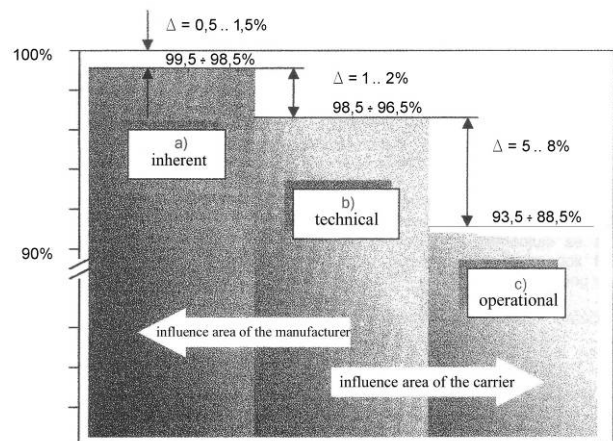 Δ = 0,5 .. 1,5%
100%
99,5 ÷ 98,5%
Δ = 1 .. 2%
98,5 ÷ 96,5%
a)
inherent
Δ = 5 .. 8%
b)
technical
93,5 ÷ 88,5%
90%
c)
operational
influence area of the manufacturer
influence area of the carrier